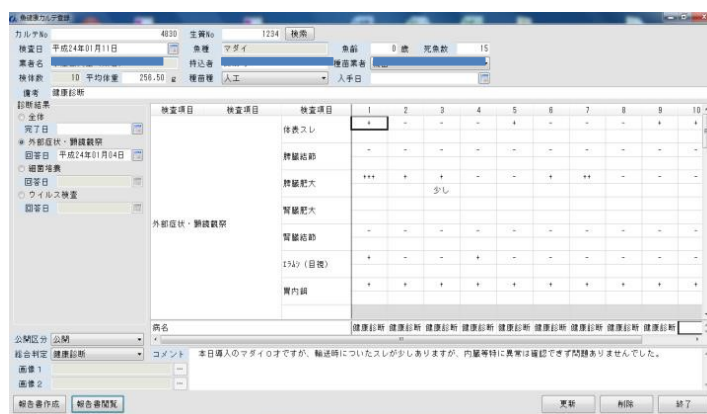 魚健康カルテ登録
カルテNo 4830 生簀No 1234 検索
検査日 平成24年01月11日 魚種 マダイ 魚齢 0 歳 死魚数 15
業者名 持込者 種苗業者
検体数 10 平均体重 256.50 g 種苗種 人工 入手日
備考 健康診断
診断結果
全体
完了日
外部症状・顕鏡観察
回答日 平成24年01月04日
細菌培養
回答日
ウイルス検査
回答日
検査項目 検査項目 検査項目 1 2 3 4 5 6 7 8 9 10
体表スレ + - - - + - - - + +
脾臓結節 - - - - - - - - - -
脾臓肥大 +++ + + - - + ++ - - -
少し
腎臓肥大
外部症状・顕鏡観察
腎臓結節 - - - - - - - - - -
エラムシ (目視) + - - + - - - - - -
胃内餌 + + + + + + + + + +
病名 健康診断 健康診断 健康診断 健康診断 健康診断 健康診断 健康診断 健康診断 健康診断
公開区分 公開
総合判定 健康診断
コメント 本日導入のマダイ0才ですが、輸送時についたスレが少しありますが、内臓等特に異常は確認できず問題ありませんでした。
画像1 ...
画像2 ...
報告書作成 報告書閲覧 更新 削除 終了